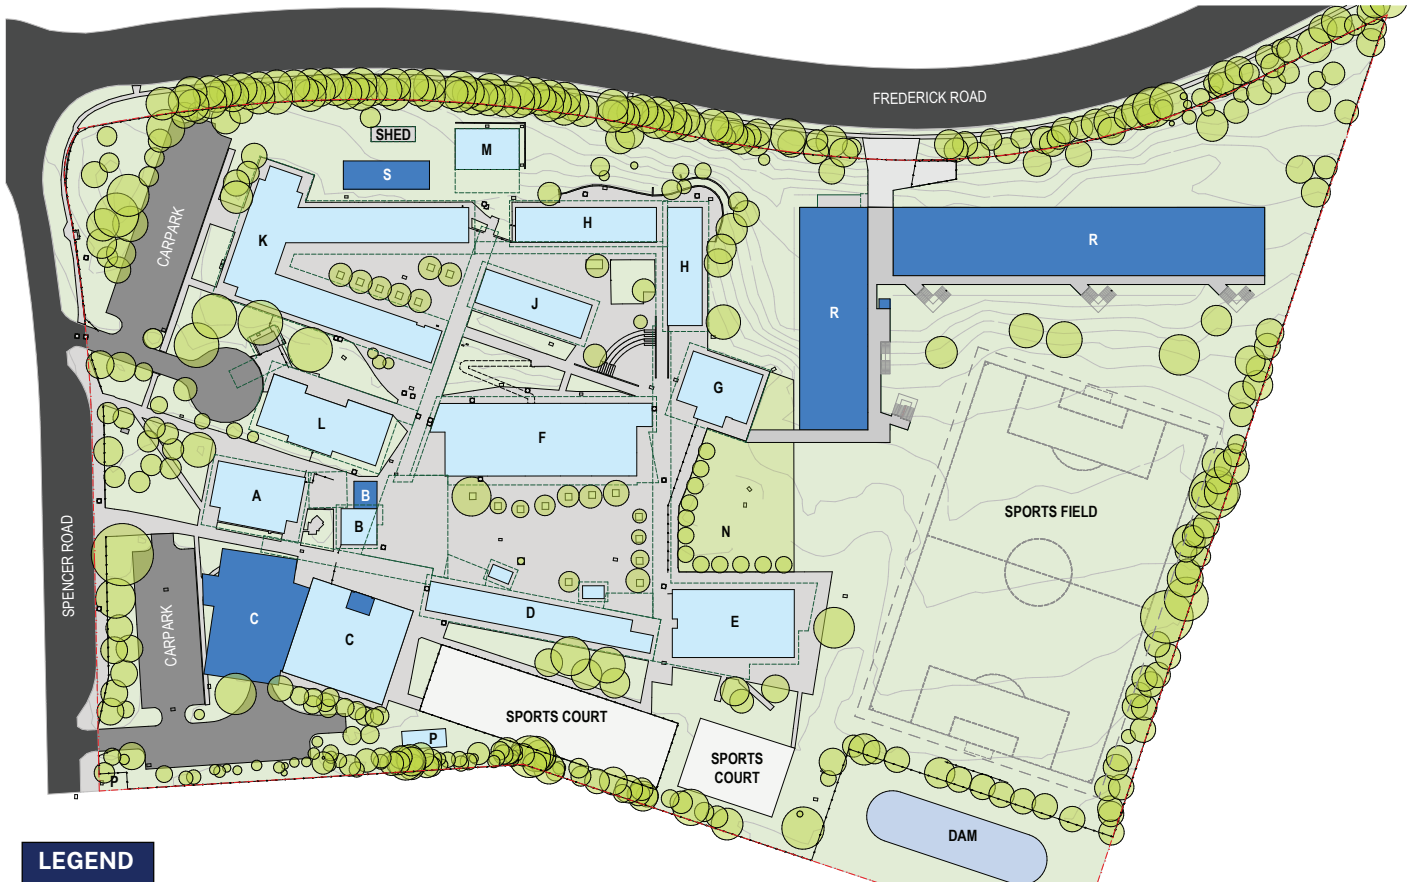 FREDERICK ROAD
SHED
M
S
CARPARK
K
H
H
J
R
R
G
L
F
A
B
B
N
SPORTS FIELD
SPENCER ROAD
CARPARK
C
C
D
E
SPORTS COURT
P
SPORTS
COURT
P
DAM
LEGEND